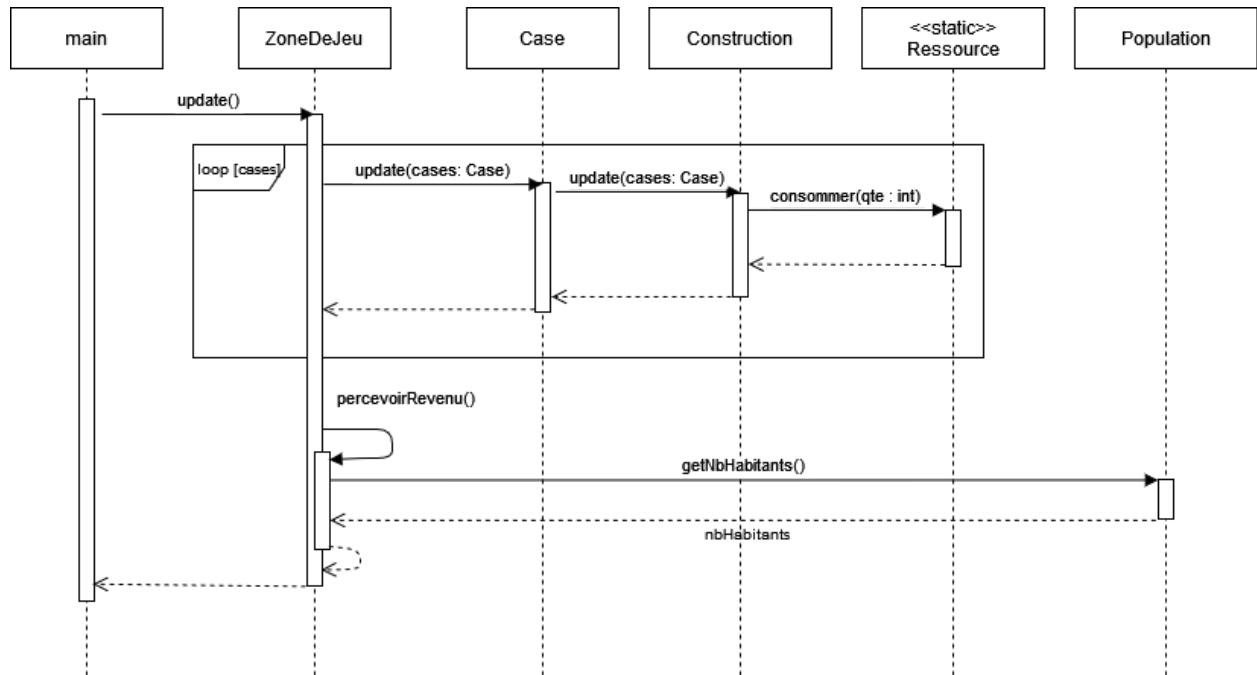 main
ZoneDeJeu
Case
Construction
<<static>>
Ressource
Population
update()
loop [cases]
update(cases: Case)
update(cases: Case)
consommer(qte : int)
percevoirRevenu()
getNbHabitants()
nbHabitants